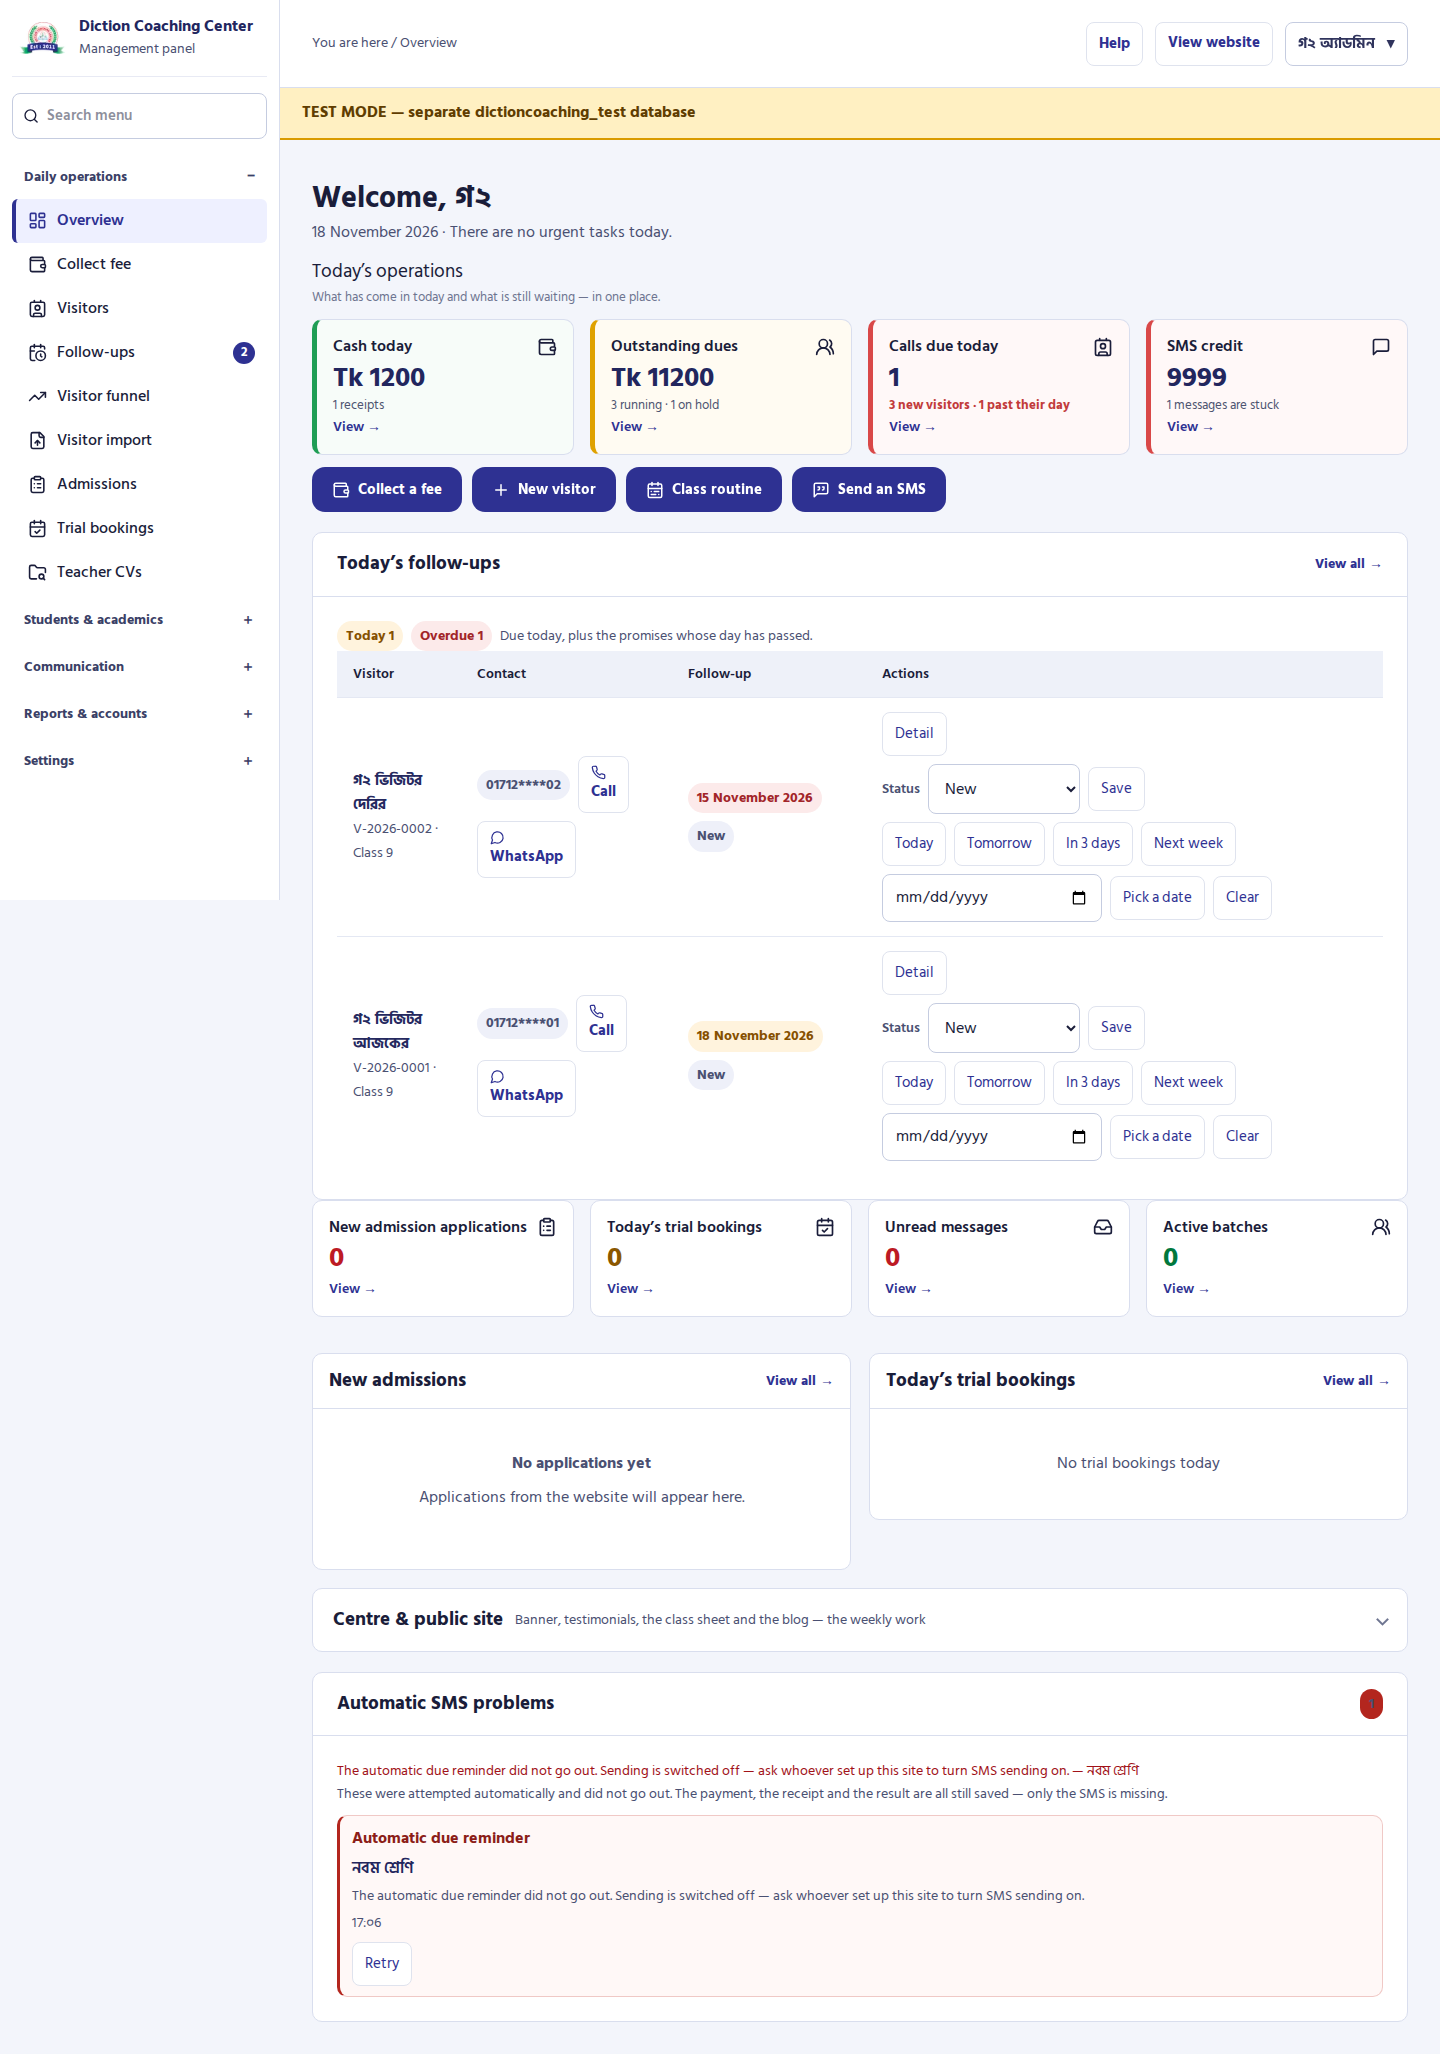 Est : 2011
Diction Coaching Center
Management panel
Search menu
Daily operations −
Overview
Collect fee
Visitors
Follow-ups 2
Visitor funnel
Visitor import
Admissions
Trial bookings
Teacher CVs
Students & academics +
Communication +
Reports & accounts +
Settings +
You are here / Overview
Help
View website
গ২ অ্যাডমিন ▼
TEST MODE — separate dictioncoaching_test database
Welcome, গ২
18 November 2026 · There are no urgent tasks today.
Today’s operations
What has come in today and what is still waiting — in one place.
Cash today
Tk 1200
1 receipts
View →
Outstanding dues
Tk 11200
3 running · 1 on hold
View →
Calls due today
1
3 new visitors · 1 past their day
View →
SMS credit
9999
1 messages are stuck
View →
Collect a fee
New visitor
Class routine
Send an SMS
Today’s follow-ups
View all →
Today 1 Overdue 1 Due today, plus the promises whose day has passed.
Visitor Contact Follow-up Actions
গ২ ভিজিটর
দেরির
V-2026-0002 ·
Class 9
01712****02
Call
WhatsApp
15 November 2026
New
Detail
Status New Save
Today Tomorrow In 3 days Next week
mm/dd/yyyy Pick a date Clear
গ২ ভিজিটর
আজকের
V-2026-0001 ·
Class 9
01712****01
Call
WhatsApp
18 November 2026
New
Detail
Status New Save
Today Tomorrow In 3 days Next week
mm/dd/yyyy Pick a date Clear
New admission applications
0
View →
Today’s trial bookings
0
View →
Unread messages
0
View →
Active batches
0
View →
New admissions
View all →
No applications yet
Applications from the website will appear here.
Today’s trial bookings
View all →
No trial bookings today
Centre & public site Banner, testimonials, the class sheet and the blog — the weekly work
Automatic SMS problems
The automatic due reminder did not go out. Sending is switched off — ask whoever set up this site to turn SMS sending on. — নবম শ্রেণি
These were attempted automatically and did not go out. The payment, the receipt and the result are all still saved — only the SMS is missing.
Automatic due reminder
নবম শ্রেণি
The automatic due reminder did not go out. Sending is switched off — ask whoever set up this site to turn SMS sending on.
17:০6
Retry